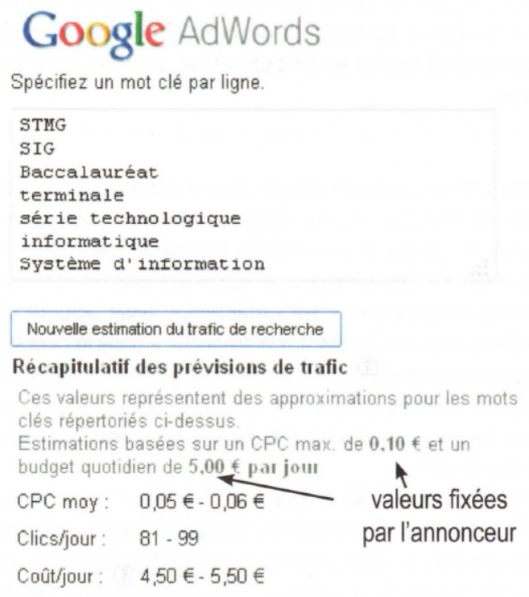 Google AdWords
Spécifiez un mot clé par ligne.
STMG
SIG
Baccalauréat
terminale
série technologique
informatique
Système d'information
Nouvelle estimation du trafic de recherche
Récapitulatif des prévisions de trafic ?
Ces valeurs représentent des approximations pour les mots
clés répertoriés ci-dessus.
Estimations basées sur un CPC max. de 0,10 € et un
budget quotidien de 5,00 € par jour
CPC moy : 0,05 € - 0,06 €
valeurs fixées
par l'annonceur
Clics/jour : 81 - 99
Coût/jour : ? 4,50 € - 5,50 €